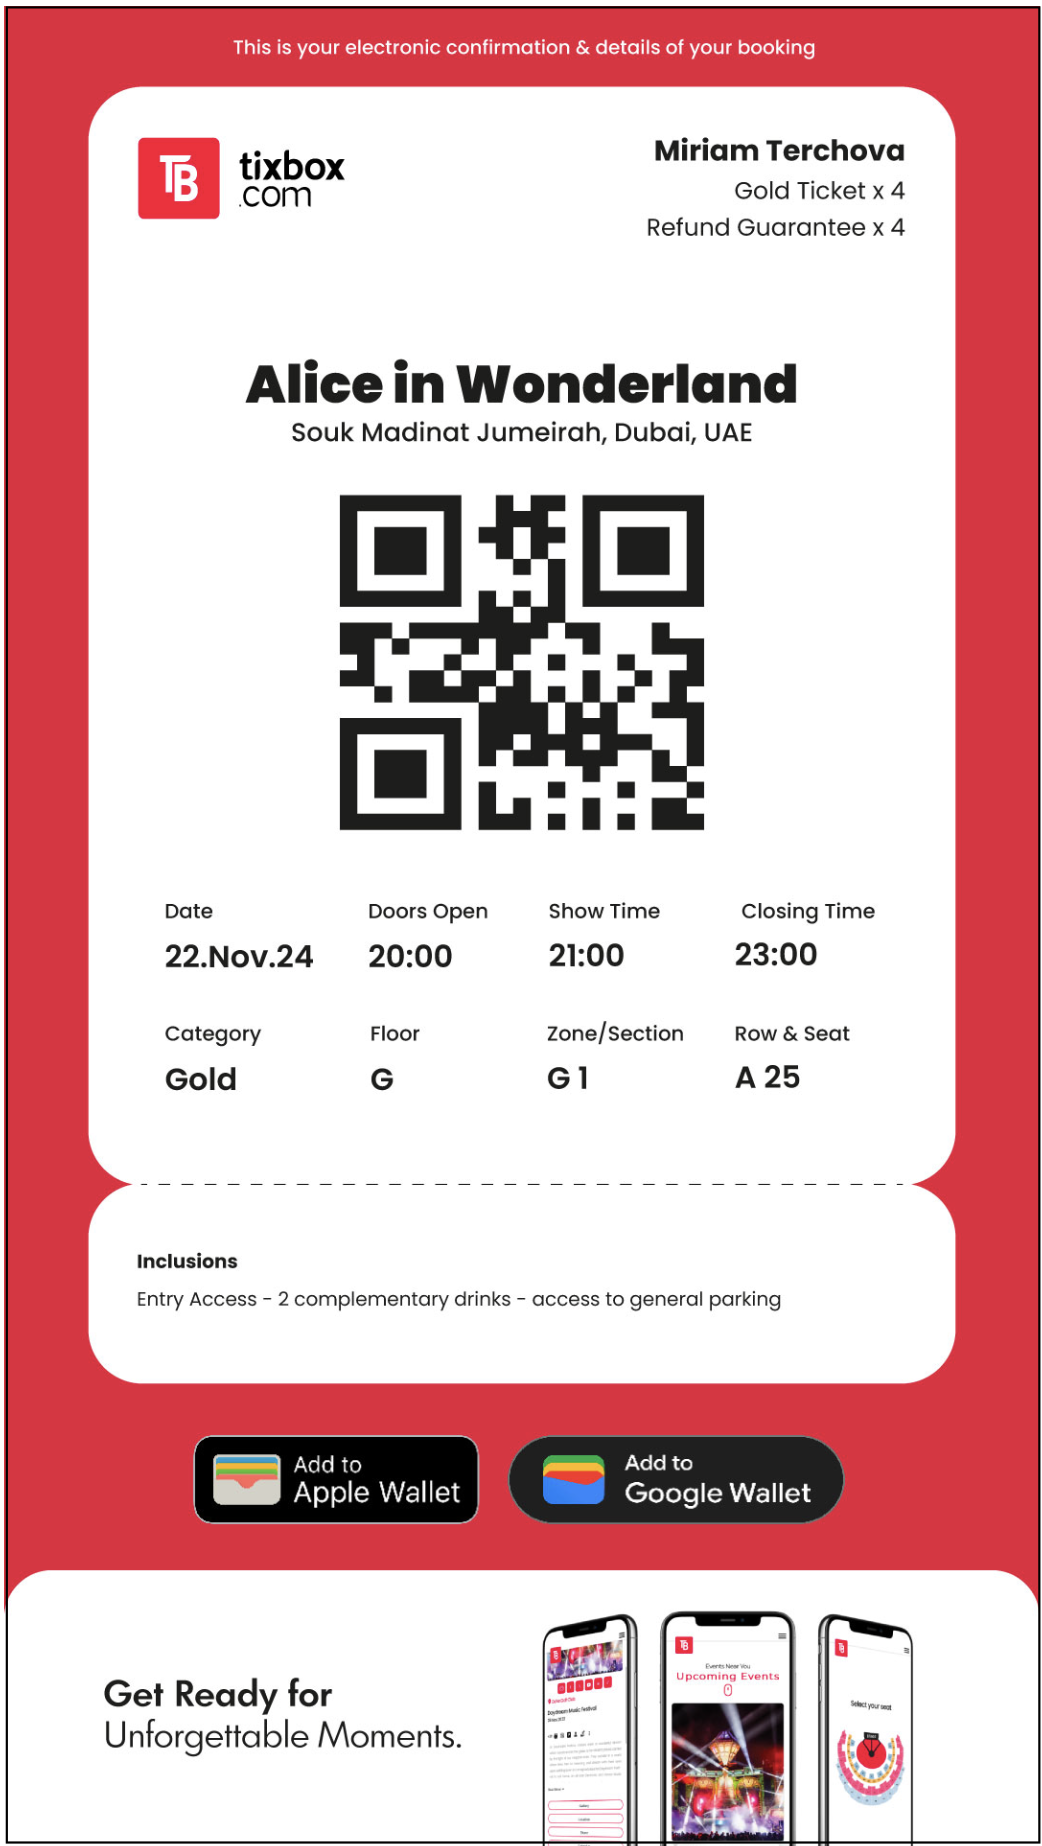 This is your electronic confirmation & details of your booking
TB
tixbox
.com
Miriam Terchova
Gold Ticket x 4
Refund Guarantee x 4
Alice in Wonderland
Souk Madinat Jumeirah, Dubai, UAE
Date Doors Open Show Time Closing Time
22.Nov.24 20:00 21:00 23:00
Category Floor Zone/Section Row & Seat
Gold G G 1 A 25
Inclusions
Entry Access - 2 complementary drinks - access to general parking
Add to
Apple Wallet
Add to
Google Wallet
Get Ready for
Unforgettable Moments.
TB
Events Near You
Upcoming Events
Select your seat